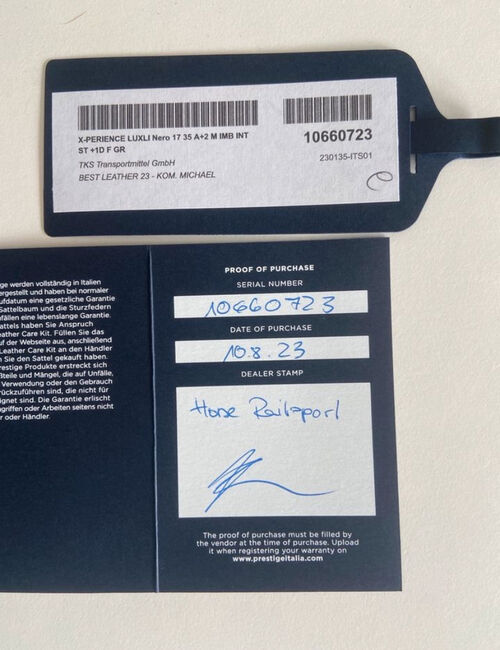 X-PERIENCE LUXLI Nero 17 35 A+2 M IMB INT
ST +1D F GR
TKS Transportmittel GmbH
BEST LEATHER 23 - KOM. MICHAEL
10660723
230135-ITS01
ge werden vollständig in Italien
ergestellt und haben bei normaler
ufdatum eine gesetzliche Garantie
Sattelbaum und die Sturzfedern
fällen eine lebenslange Garantie.
attels haben Sie Anspruch
eather Care Kit. Füllen Sie das
uf der Webseite aus, anschließend
Leather Care Kit an den Händler
n Sie den Sattel gekauft haben.
restige Produkte erstreckt sich
ßteile und Mängel, die auf Unfälle,
Verwendung oder den Gebrauch
rückzuführen sind, die nicht für
ignet sind. Die Garantie erlischt
ngriffen oder Arbeiten seitens nicht
r oder Händler.
PROOF OF PURCHASE
SERIAL NUMBER
10660723
DATE OF PURCHASE
10.8.23
DEALER STAMP
Horse Reitsport
The proof of purchase must be filled by
the vendor at the time of purchase. Upload
it when registering your warranty on
www.prestigeitalia.com